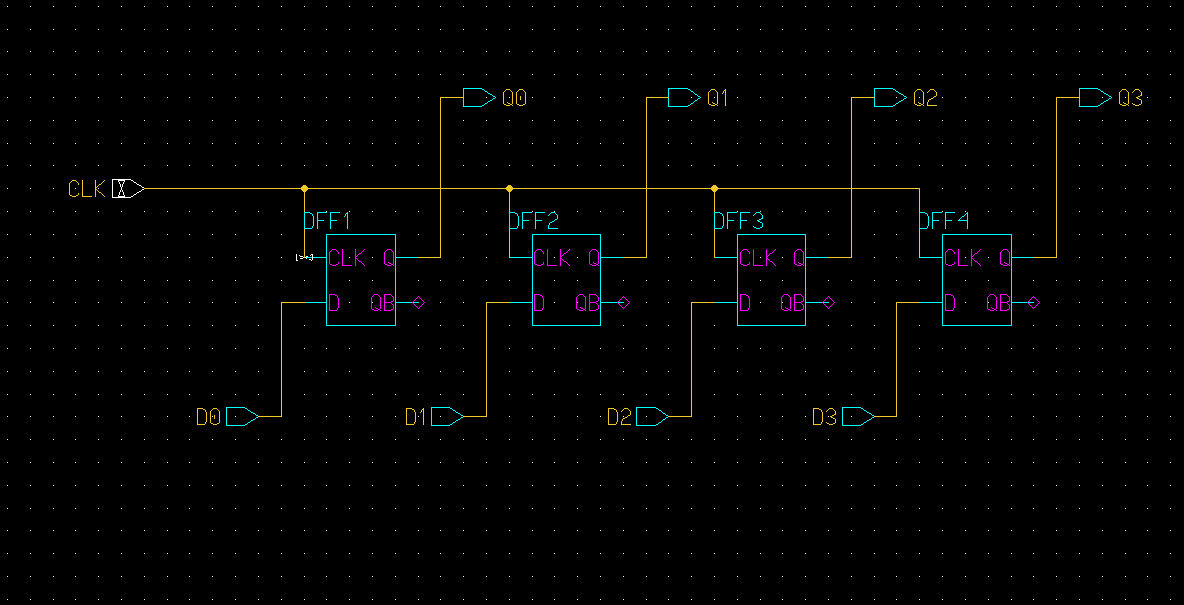 Q0 Q1 Q2 Q3
CLK
DFF1 DFF2 DFF3 DFF4
CLK Q CLK Q CLK Q CLK Q
D QB D QB D QB D QB
D0 D1 D2 D3